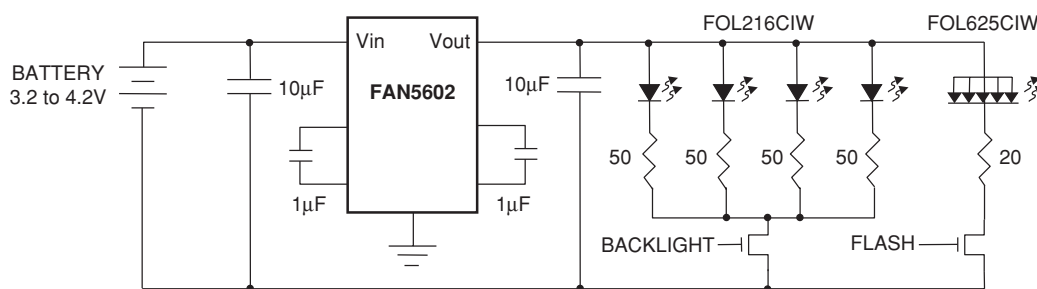 FOL216CIW
FOL625CIW
Vin
Vout
BATTERY
3.2 to 4.2V
10μF
FAN5602
10μF
50
50
50
50
20
1μF
1μF
BACKLIGHT
FLASH